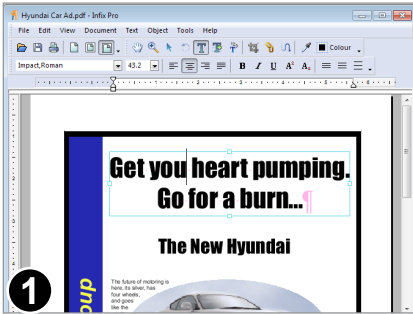 Hyundai Car Ad.pdf - Infix Pro
File Edit View Document Text Object Tools Help
Colour
Impact,Roman 43.2 B I U A² A₂
Get you heart pumping.
Go for a burn...¶
The New Hyundai
The future of motoring is
here, its silver, has
four wheels,
and goes
like the
1